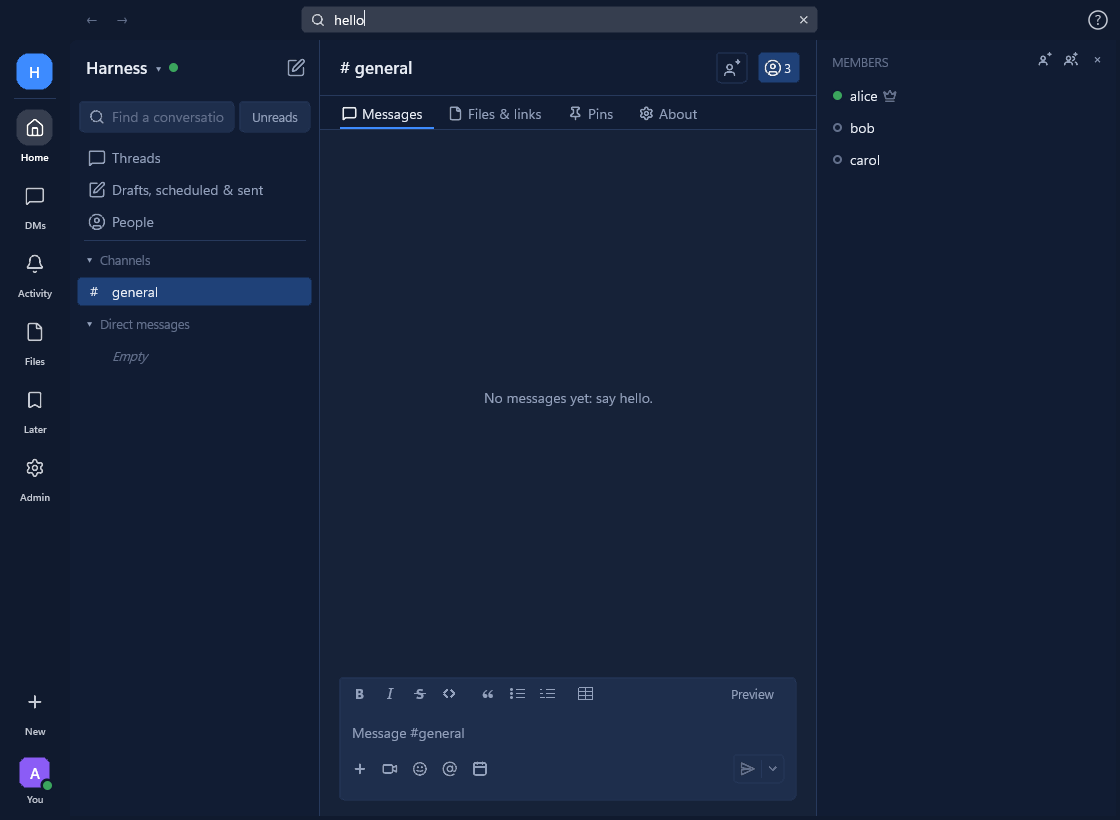 hello
H
Home
DMs
Activity
Files
Later
Admin
New
A
You
Harness
Find a conversatio
Unreads
Threads
Drafts, scheduled & sent
People
Channels
# general
Direct messages
Empty
# general
3
Messages
Files & links
Pins
About
No messages yet: say hello.
B I S
Preview
Message #general
MEMBERS
alice
bob
carol